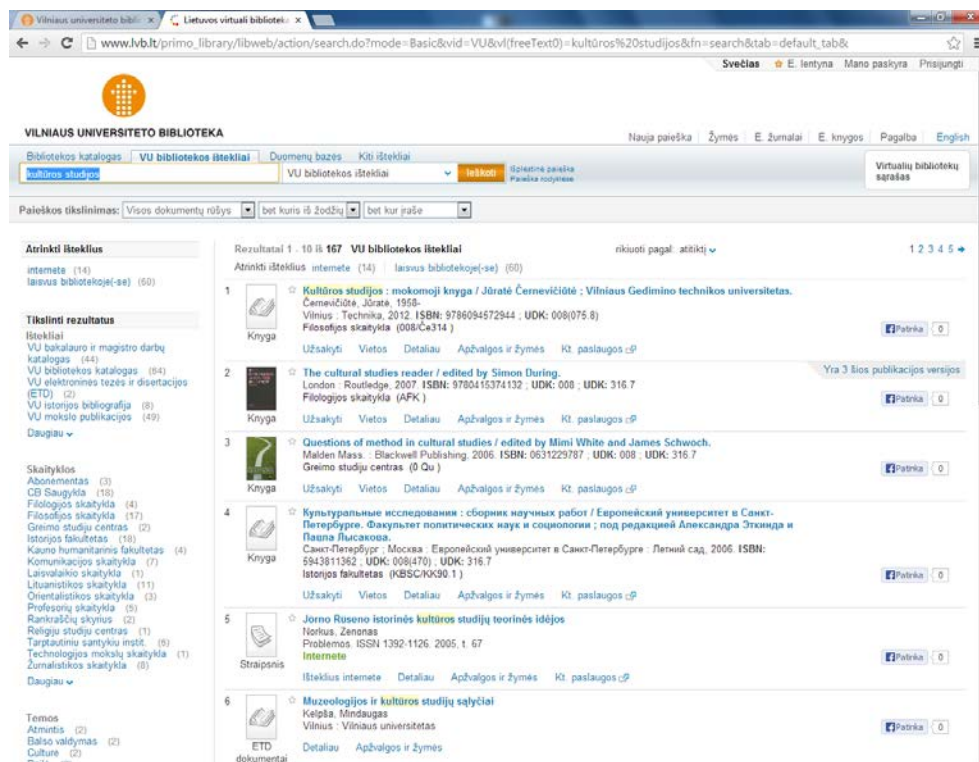 Vilniaus universiteto biblio
Lietuvos virtuali bibliotek
www.lvb.lt/primo_library/libweb/action/search.do?mode=Basic&vid=VU&vl(freeText0)=kultūros%20studijos&fn=search&tab=default_tab&
Svečias E. lentyna Mano paskyra Prisijungti
VILNIAUS UNIVERSITETO BIBLIOTEKA
Nauja paieška Žymės E. žurnalai E. knygos Pagalba English
Bibliotekos katalogas VU bibliotekos ištekliai Duomenų bazės Kiti ištekliai
kultūros studijos VU bibliotekos ištekliai Ieškoti
Išplėstinė paieška
Paieška rodyklėse
Virtualių bibliotekų sąrašas
Paieškos tikslinimas: Visos dokumentų rūšys bet kuris iš žodžių bet kur įraše
Atrinkti išteklius
internete (14)
laisvus bibliotekoje(-se) (60)
Tikslinti rezultatus
Ištekliai
VU bakalauro ir magistro darbų
katalogas (44)
VU bibliotekos katalogas (64)
VU elektroninės tezės ir disertacijos
(ETD) (2)
VU istorijos bibliografija (8)
VU mokslo publikacijos (49)
Daugiau
Skaityklos
Abonementas (3)
CB Saugykla (18)
Filologijos skaitykla (4)
Filosofijos skaitykla (17)
Greimo studijų centras (2)
Istorijos fakultetas (18)
Kauno humanitarinis fakultetas (4)
Komunikacijos skaitykla (7)
Laisvalaikio skaitykla (1)
Lituanistikos skaitykla (11)
Orientalistikos skaitykla (3)
Profesorių skaitykla (5)
Rankraščių skyrius (2)
Religijų studijų centras (1)
Tarptautinių santykių instit. (6)
Technologijos mokslų skaitykla (1)
Žurnalistikos skaitykla (8)
Daugiau
Temos
Atmintis (2)
Balso valdymas (2)
Culture (2)
Rezultatai 1 - 10 iš 167 VU bibliotekos ištekliai rikiuoti pagal: atitiktį 1 2 3 4 5
Atrinkti išteklius internete (14) laisvus bibliotekoje(-se) (60)
1
Knyga
Kultūros studijos : mokomoji knyga / Jūratė Černevičiūtė ; Vilniaus Gedimino technikos universitetas.
Černevičiūtė, Jūratė, 1958-
Vilnius : Technika, 2012. ISBN: 9786094572944 ; UDK: 008(075.8)
Filosofijos skaitykla (008/Če314 )
Patinka 0
Užsakyti Vietos Detaliau Apžvalgos ir žymės Kt. paslaugos
2
Knyga
The cultural studies reader / edited by Simon During.
Yra 3 šios publikacijos versijos
London : Routledge, 2007. ISBN: 9780415374132 ; UDK: 008 ; UDK: 316.7
Filologijos skaitykla (AFK )
Patinka 0
Užsakyti Vietos Detaliau Apžvalgos ir žymės Kt. paslaugos
3
Knyga
Questions of method in cultural studies / edited by Mimi White and James Schwoch.
Malden Mass. : Blackwell Publishing, 2006. ISBN: 0631229787 ; UDK: 008 ; UDK: 316.7
Greimo studijų centras (0 Qu )
Patinka 0
Užsakyti Vietos Detaliau Apžvalgos ir žymės Kt. paslaugos
4
Knyga
Культуральные исследования : сборник научных работ / Европейский университет в Санкт-
Петербурге. Факультет политических наук и социологии ; под редакцией Александра Эткинда и
Павла Лысакова.
Санкт-Петербург ; Москва : Европейский университет в Санкт-Петербурге : Летний сад, 2006. ISBN:
5943811362 ; UDK: 008(470) ; UDK: 316.7
Istorijos fakultetas (KBSC/KK90.1 )
Patinka 0
Užsakyti Vietos Detaliau Apžvalgos ir žymės Kt. paslaugos
5
Straipsnis
Jorno Ruseno istorinės kultūros studijų teorinės idėjos
Norkus, Zenonas
Problemos. ISSN 1392-1126. 2005, t. 67
Internete
Patinka 0
Išteklius internete Detaliau Apžvalgos ir žymės Kt. paslaugos
6
ETD
dokumentai
Muzeologijos ir kultūros studijų sąlyčiai
Kelpša, Mindaugas
Vilnius : Vilniaus universitetas
Patinka 0
Detaliau Apžvalgos ir žymės